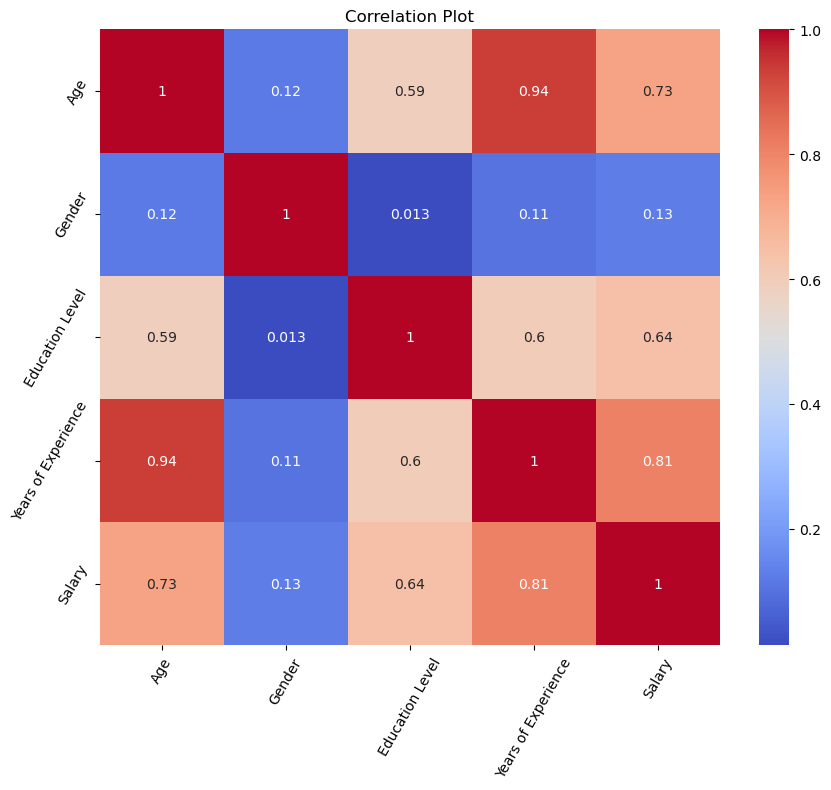 Correlation Plot
Age 1 0.12 0.59 0.94 0.73
Gender 0.12 1 0.013 0.11 0.13
Education Level 0.59 0.013 1 0.6 0.64
Years of Experience 0.94 0.11 0.6 1 0.81
Salary 0.73 0.13 0.64 0.81 1
Age Gender Education Level Years of Experience Salary
1.0
0.8
0.6
0.4
0.2